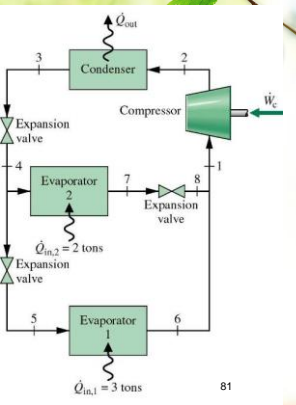 Q̇out
3
2
Condenser
Compressor
Ẇc
Expansion
valve
4
1
Evaporator
2
7
8
Expansion
valve
Q̇in,2 = 2 tons
Expansion
valve
5
Evaporator
1
6
Q̇in,1 = 3 tons
81